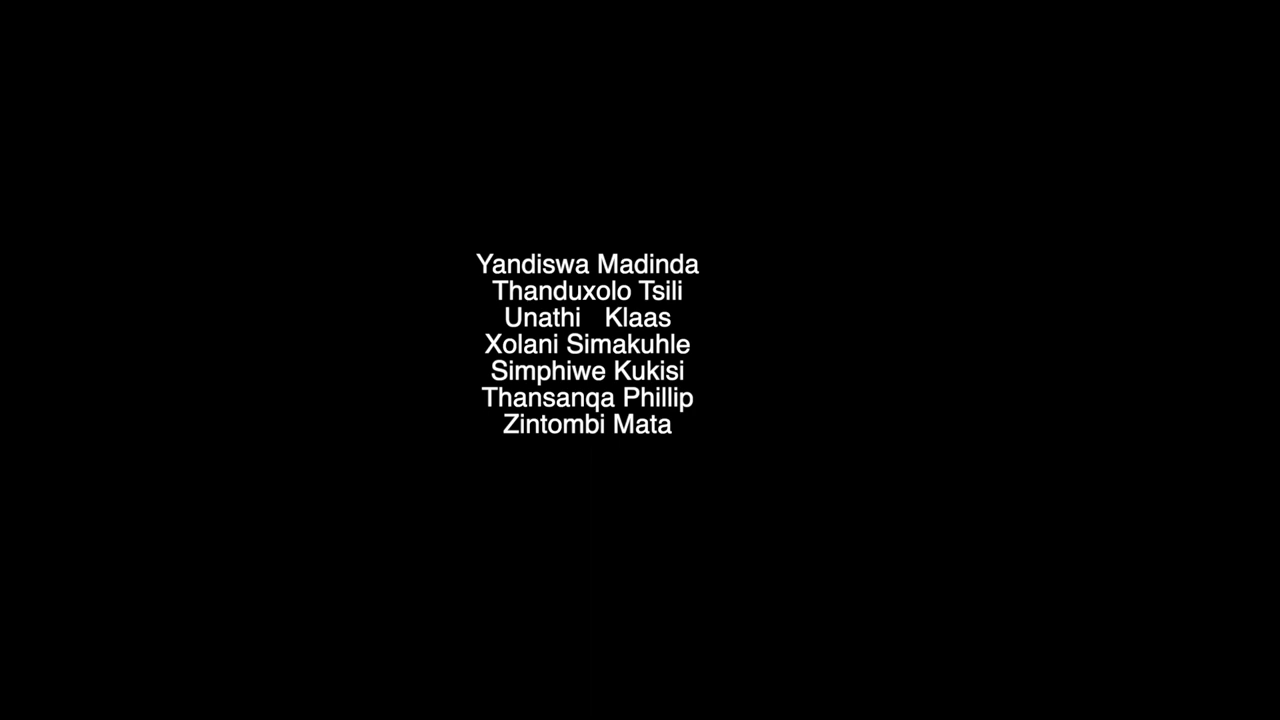 Yandiswa Madinda
Thanduxolo Tsili
Unathi   Klaas
Xolani Simakuhle
Simphiwe Kukisi
Thansanqa Phillip
Zintombi Mata